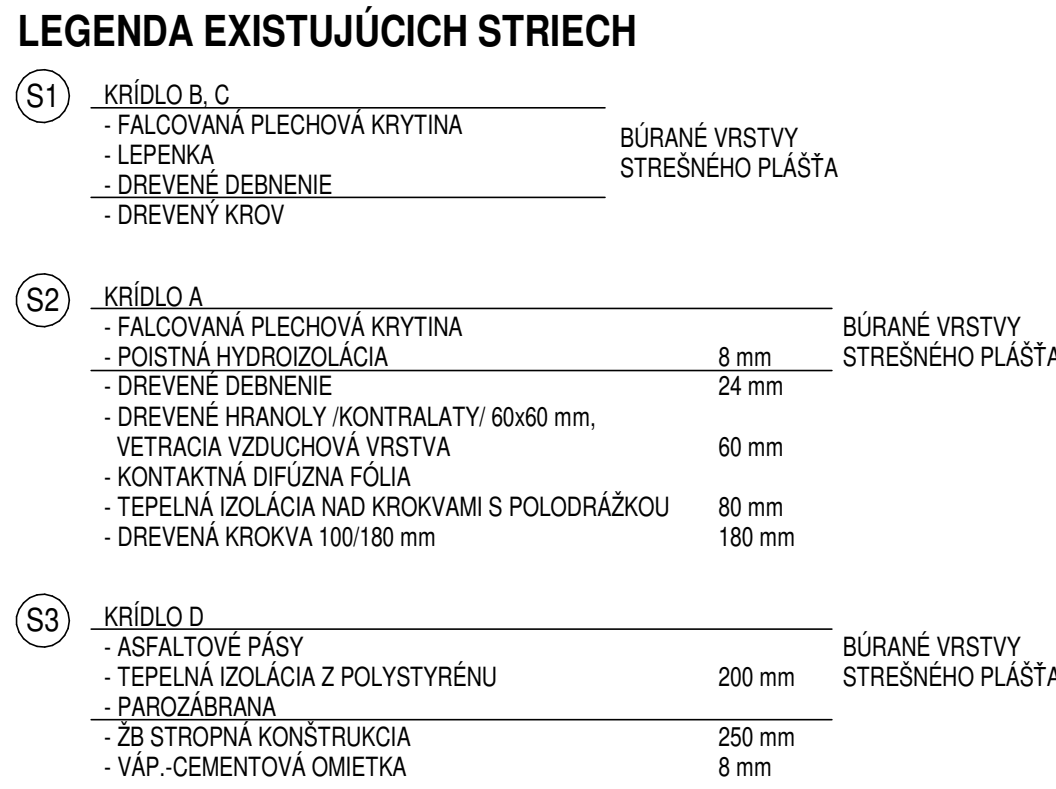 LEGENDA EXISTUJÚCICH STRIECH
S1 KRÍDLO B, C
- FALCOVANÁ PLECHOVÁ KRYTINA
- LEPENKA
- DREVENÉ DEBNENIE
- DREVENÝ KROV
BÚRANÉ VRSTVY
STREŠNÉHO PLÁŠŤA
S2 KRÍDLO A
- FALCOVANÁ PLECHOVÁ KRYTINA BÚRANÉ VRSTVY
- POISTNÁ HYDROIZOLÁCIA 8 mm STREŠNÉHO PLÁŠŤA
- DREVENÉ DEBNENIE 24 mm
- DREVENÉ HRANOLY /KONTRALATY/ 60x60 mm,
VETRACIA VZDUCHOVÁ VRSTVA 60 mm
- KONTAKTNÁ DIFÚZNA FÓLIA
- TEPELNÁ IZOLÁCIA NAD KROKVAMI S POLODRÁŽKOU 80 mm
- DREVENÁ KROKVA 100/180 mm 180 mm
S3 KRÍDLO D
- ASFALTOVÉ PÁSY BÚRANÉ VRSTVY
- TEPELNÁ IZOLÁCIA Z POLYSTYRÉNU 200 mm STREŠNÉHO PLÁŠŤA
- PAROZÁBRANA
- ŽB STROPNÁ KONŠTRUKCIA 250 mm
- VÁP.-CEMENTOVÁ OMIETKA 8 mm